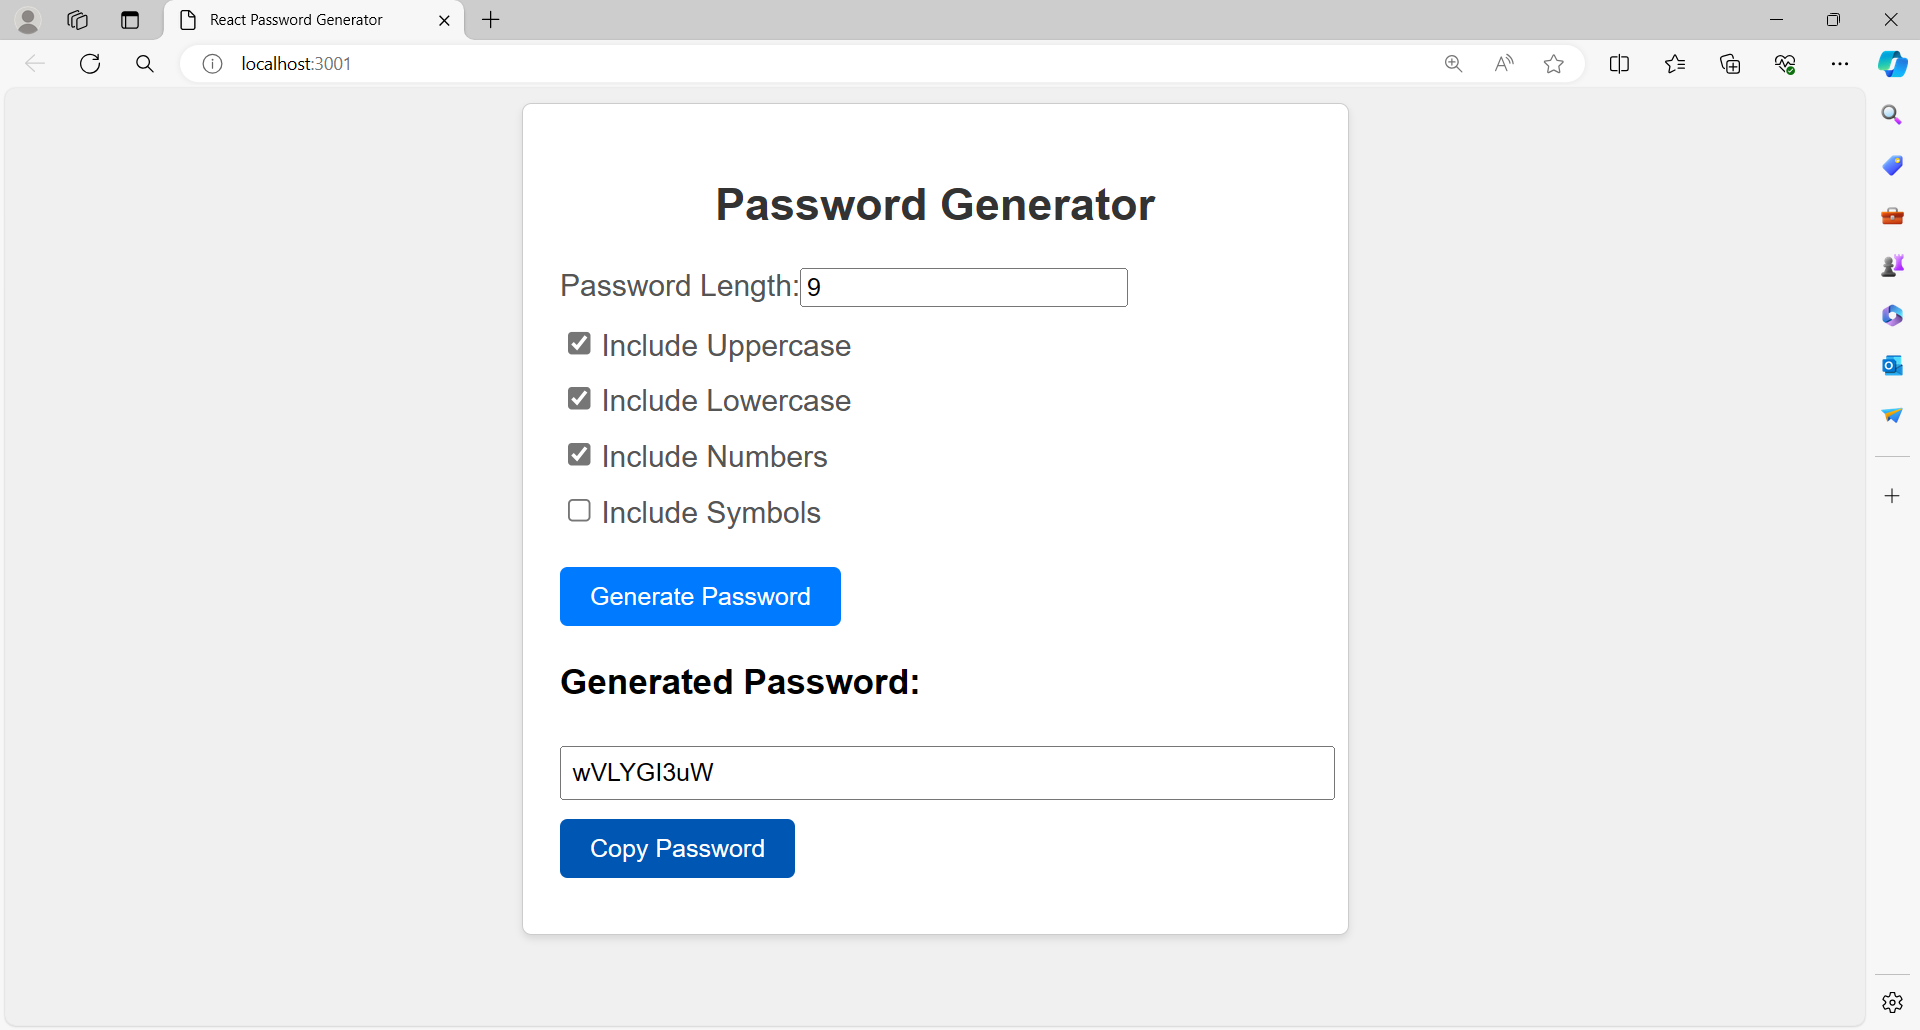 React Password Generator
localhost:3001
Password Generator
Password Length: 9
Include Uppercase
Include Lowercase
Include Numbers
Include Symbols
Generate Password
Generated Password:
wVLYGI3uW
Copy Password